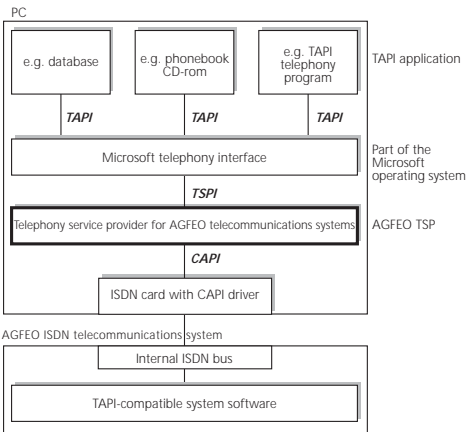 PC
e.g. database
e.g. phonebook
CD-rom
e.g. TAPI
telephony
program
TAPI application
TAPI
TAPI
TAPI
Microsoft telephony interface
Part of the
Microsoft
operating system
TSPI
Telephony service provider for AGFEO telecommunications systems
AGFEO TSP
CAPI
ISDN card with CAPI driver
AGFEO ISDN telecommunications system
Internal ISDN bus
TAPI-compatible system software